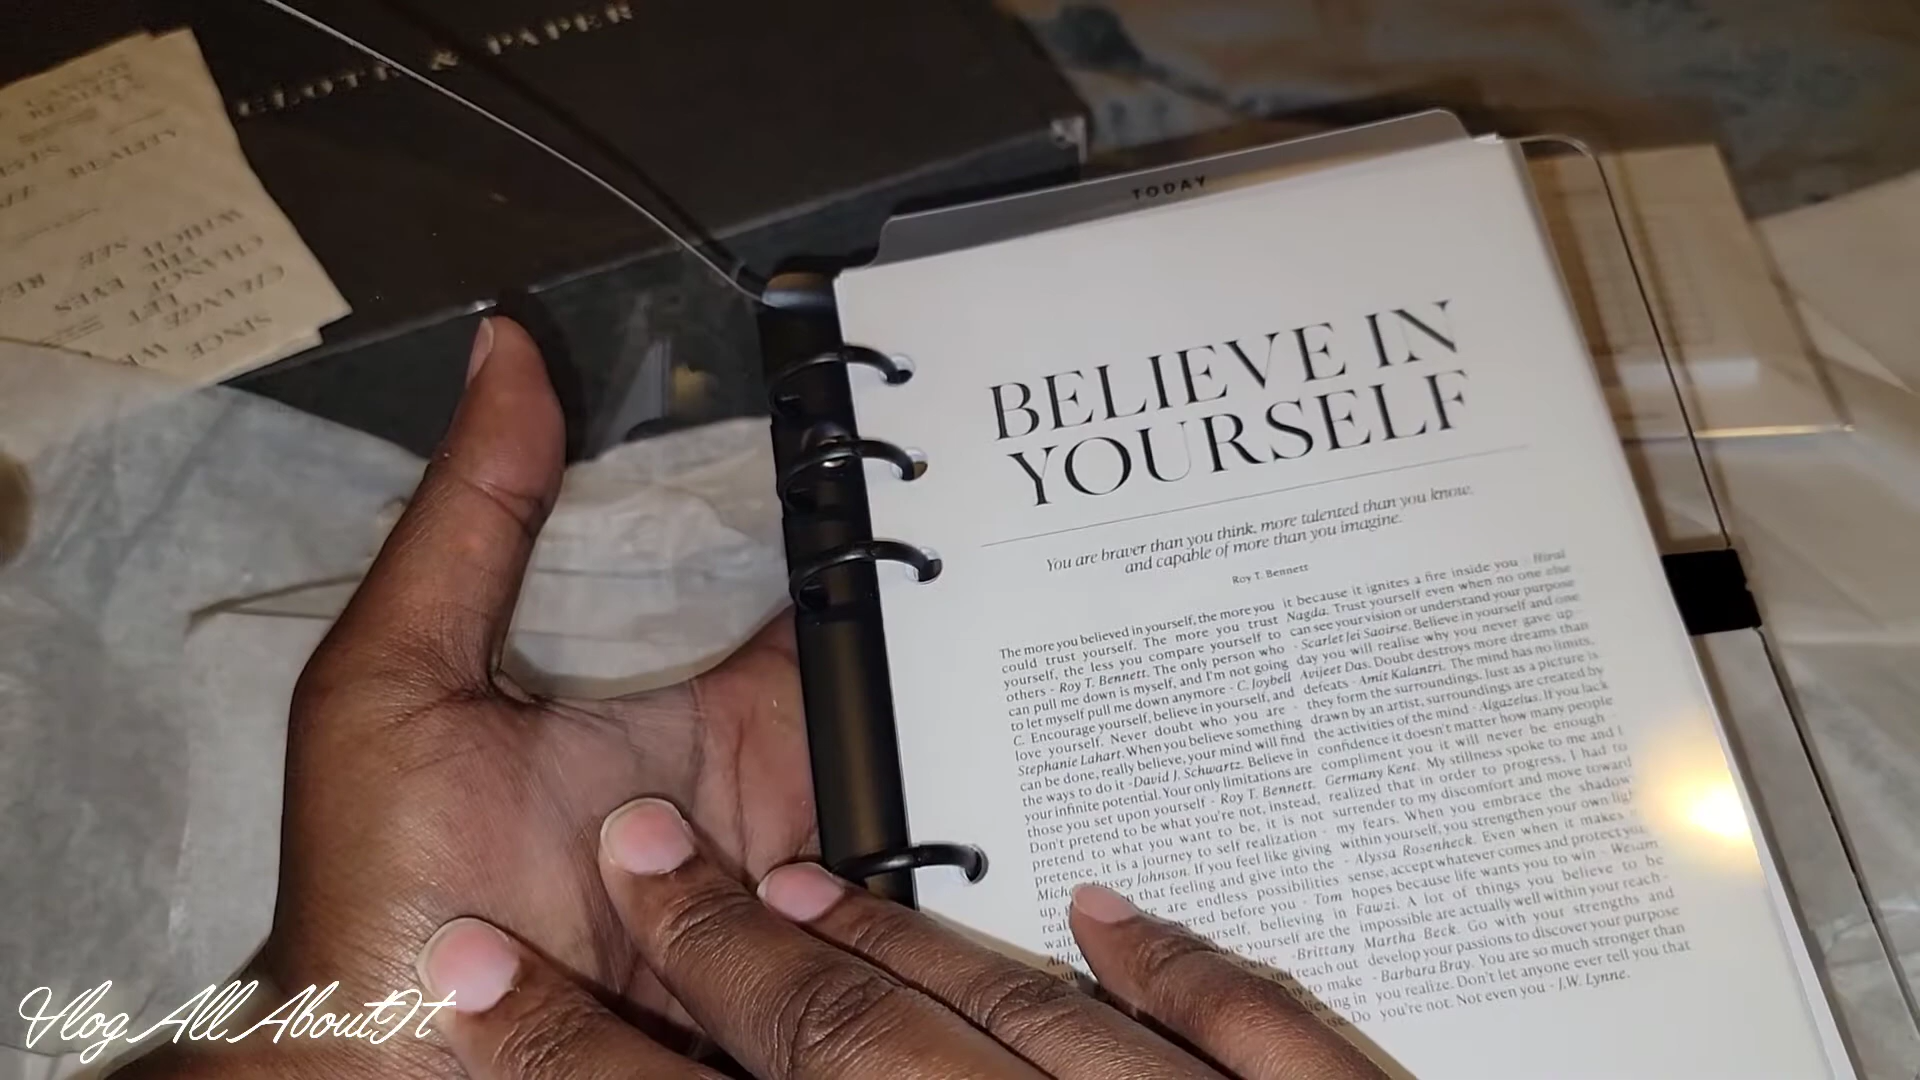 CLOTH & PAPER
SINCE WE
CHANGE LET
THE EYES
CHANGE
WHICH SEE REA
TODAY
BELIEVE IN
YOURSELF
You are braver than you think, more talented than you know,
and capable of more than you imagine.
Roy T. Bennett
The more you believed in yourself, the more you
could trust yourself. The more you trust
yourself, the less you compare yourself to
others - Roy T. Bennett. The only person who
can pull me down is myself, and I'm not going
to let myself pull me down anymore - C. Joybell
C. Encourage yourself, believe in yourself, and
love yourself. Never doubt who you are -
Stephanie Lahart. When you believe something
can be done, really believe, your mind will find
the ways to do it -David J. Schwartz. Believe in
your infinite potential. Your only limitations are
those you set upon yourself - Roy T. Bennett.
Don't pretend to be what you're not, instead,
pretend to what you want to be, it is not
pretence, it is a journey to self realization -
Michael Bassey Johnson. If you feel like giving
up, that feeling and give into the
are endless possibilities
before you - Tom
yourself, believing in
love yourself are the
-Brittany
and reach out
to make
it because it ignites a fire inside you - Hiral
Nagda. Trust yourself even when no one else
can see your vision or understand your purpose
- Scarlet Jei Saoirse. Believe in yourself and one
day you will realise why you never gave up -
Avijeet Das. Doubt destroys more dreams than
defeats - Amit Kalantri. The mind has no limits,
they form the surroundings. Just as a picture is
drawn by an artist, surroundings are created by
the activities of the mind - Algazelus. If you lack
confidence it doesn't matter how many people
compliment you it will never be enough -
Germany Kent. My stillness spoke to me and I
realized that in order to progress, I had to
surrender to my discomfort and move toward
my fears. When you embrace the shadow
within yourself, you strengthen your own light
- Alyssa Rosenheck. Even when it makes
sense, accept whatever comes and protect your
hopes because life wants you to win - Wesam
Fawzi. A lot of things you believe to be
impossible are actually well within your reach -
Martha Beck. Go with your strengths and
develop your passions to discover your purpose
- Barbara Bray. You are so much stronger than
you realize. Don't let anyone ever tell you that
you're not. Not even you - J.W. Lynne.
VlogAllAboutIt